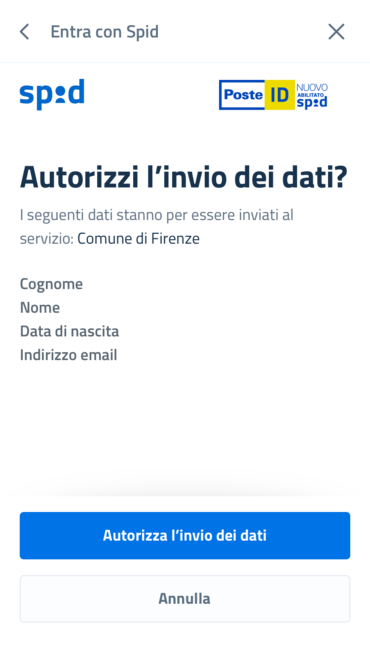 Entra con Spid
spid
Poste ID NUOVO
ABILITATO
spid
Autorizzi l'invio dei dati?
I seguenti dati stanno per essere inviati al
servizio: Comune di Firenze
Cognome
Nome
Data di nascita
Indirizzo email
Autorizza l'invio dei dati
Annulla